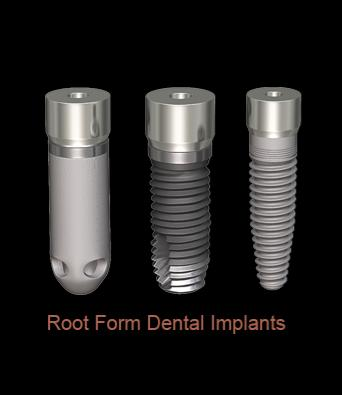 Root Form Dental Implants